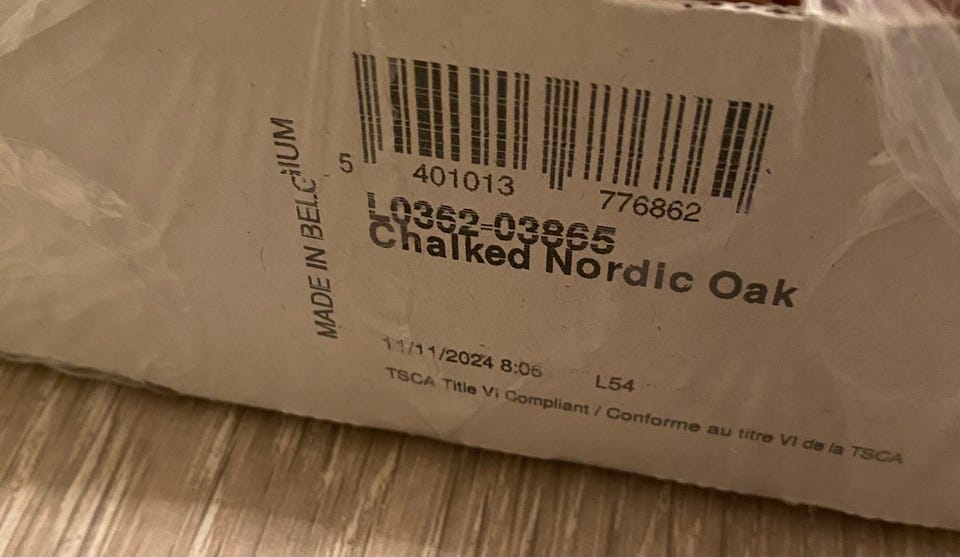 5 401013 776862
MADE IN BELGIUM
L0362-03865
Chalked Nordic Oak
11/11/2024 8:06 L54
TSCA Title VI Compliant / Conforme au titre VI de la TSCA